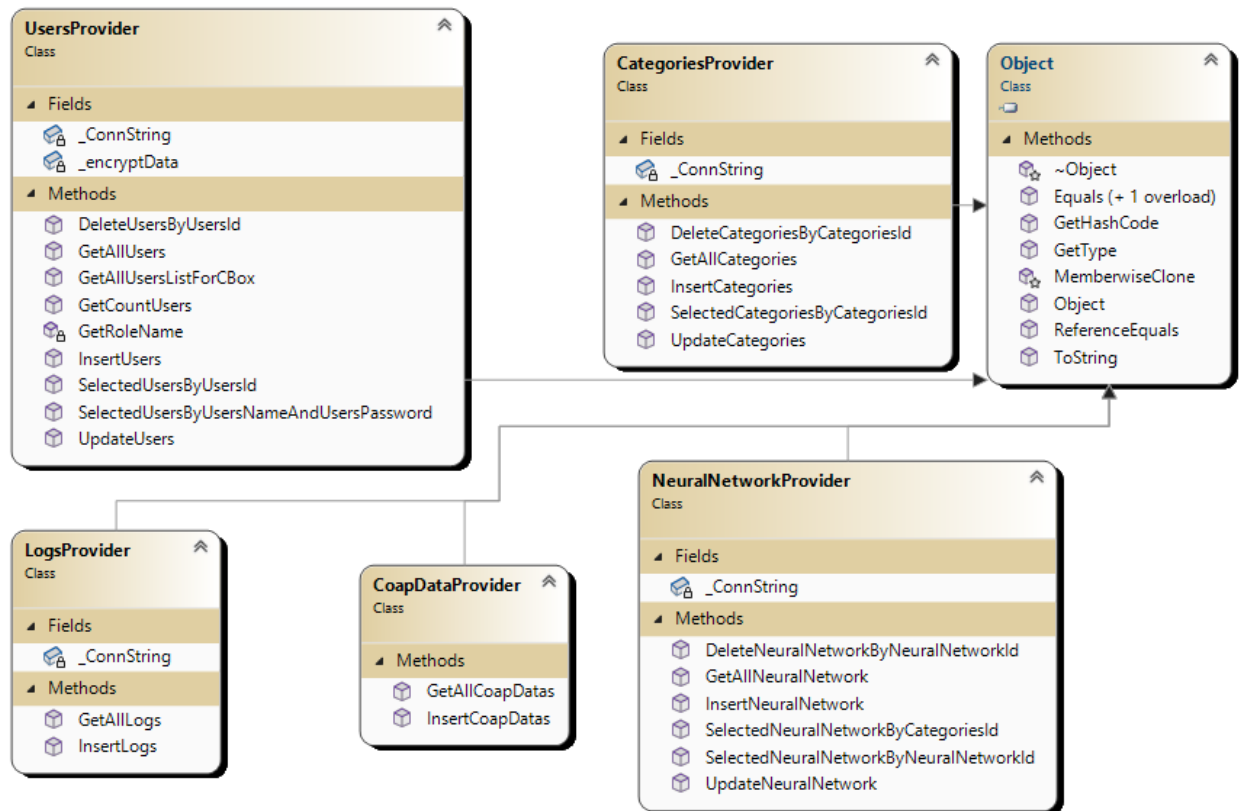 UsersProvider
Class
Fields
_ConnString
_encryptData
Methods
DeleteUsersByUsersId
GetAllUsers
GetAllUsersListForCBox
GetCountUsers
GetRoleName
InsertUsers
SelectedUsersByUsersId
SelectedUsersByUsersNameAndUsersPassword
UpdateUsers
CategoriesProvider
Class
Fields
_ConnString
Methods
DeleteCategoriesByCategoriesId
GetAllCategories
InsertCategories
SelectedCategoriesByCategoriesId
UpdateCategories
Object
Class
Methods
~Object
Equals (+ 1 overload)
GetHashCode
GetType
MemberwiseClone
Object
ReferenceEquals
ToString
LogsProvider
Class
Fields
_ConnString
Methods
GetAllLogs
InsertLogs
CoapDataProvider
Class
Methods
GetAllCoapDatas
InsertCoapDatas
NeuralNetworkProvider
Class
Fields
_ConnString
Methods
DeleteNeuralNetworkByNeuralNetworkId
GetAllNeuralNetwork
InsertNeuralNetwork
SelectedNeuralNetworkByCategoriesId
SelectedNeuralNetworkByNeuralNetworkId
UpdateNeuralNetwork